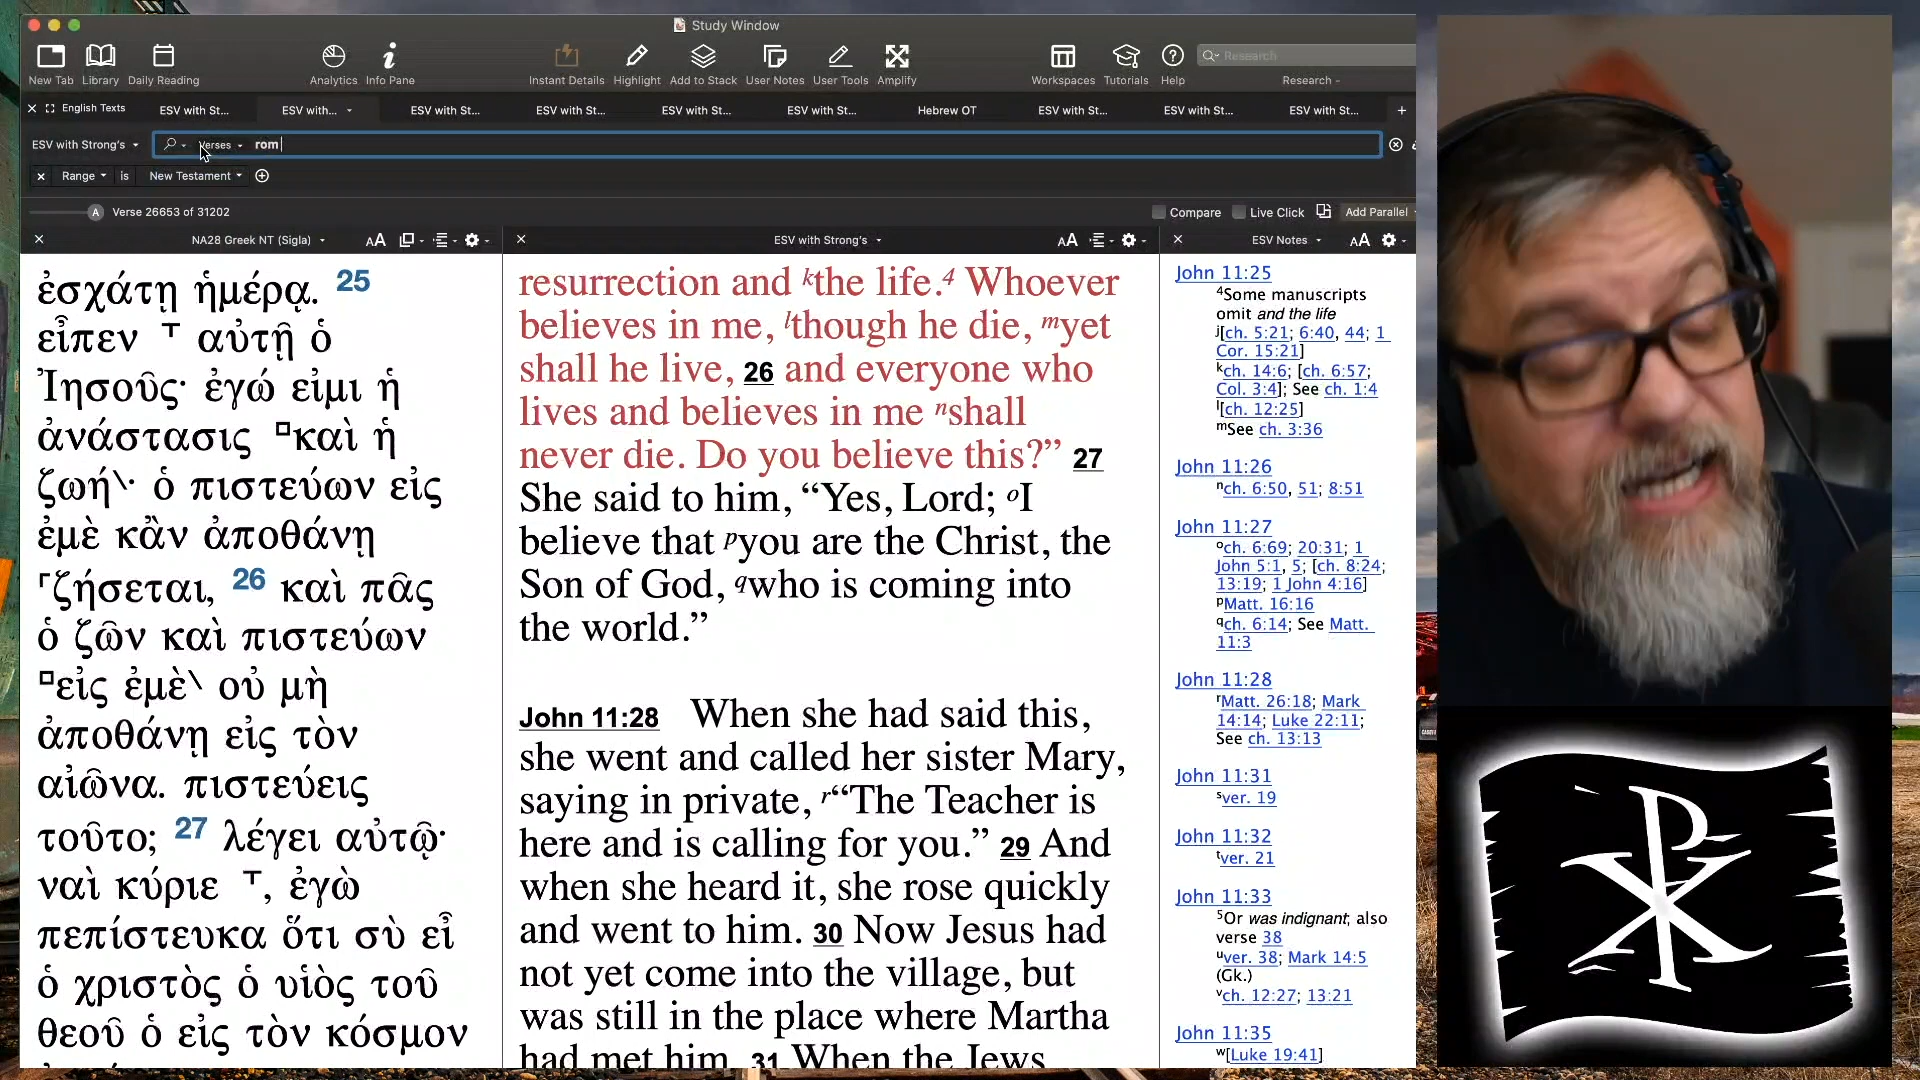 Study Window
New Tab
Library
Daily Reading
Analytics
Info Pane
Instant Details
Highlight
Add to Stack
User Notes
User Tools
Amplify
Workspaces
Tutorials
Help
Research
Research
English Texts
ESV with St...
ESV with...
ESV with St...
ESV with St...
ESV with St...
ESV with St...
Hebrew OT
ESV with St...
ESV with St...
ESV with St...
ESV with Strong's
Verses
rom
Range
is
New Testament
A Verse 26653 of 31202
Compare
Live Click
Add Parallel
NA28 Greek NT (Sigla)
ἐσχάτῃ ἡμέρᾳ. 25
εἶπεν ⸆ αὐτῇ ὁ
Ἰησοῦς· ἐγώ εἰμι ἡ
ἀνάστασις ⸋καὶ ἡ
ζωή⸌· ὁ πιστεύων εἰς
ἐμὲ κἂν ἀποθάνῃ
⸀ζήσεται, 26 καὶ πᾶς
ὁ ζῶν καὶ πιστεύων
⸋εἰς ἐμὲ⸌ οὐ μὴ
ἀποθάνῃ εἰς τὸν
αἰῶνα. πιστεύεις
τοῦτο; 27 λέγει αὐτῷ·
ναὶ κύριε ⸆, ἐγὼ
πεπίστευκα ὅτι σὺ εἶ
ὁ χριστὸς ὁ υἱὸς τοῦ
θεοῦ ὁ εἰς τὸν κόσμον
ESV with Strong's
resurrection and kthe life.4 Whoever
believes in me, lthough he die, myet
shall he live, 26 and everyone who
lives and believes in me nshall
never die. Do you believe this?” 27
She said to him, “Yes, Lord; oI
believe that pyou are the Christ, the
Son of God, qwho is coming into
the world.”
John 11:28 When she had said this,
she went and called her sister Mary,
saying in private, r“The Teacher is
here and is calling for you.” 29 And
when she heard it, she rose quickly
and went to him. 30 Now Jesus had
not yet come into the village, but
was still in the place where Martha
had met him. 31 When the Jews
ESV Notes
John 11:25
4Some manuscripts
omit and the life
j[ch. 5:21; 6:40, 44; 1
Cor. 15:21]
kch. 14:6; [ch. 6:57;
Col. 3:4]; See ch. 1:4
l[ch. 12:25]
mSee ch. 3:36
John 11:26
nch. 6:50, 51; 8:51
John 11:27
och. 6:69; 20:31; 1
John 5:1, 5; [ch. 8:24;
13:19; 1 John 4:16]
pMatt. 16:16
qch. 6:14; See Matt.
11:3
John 11:28
rMatt. 26:18; Mark
14:14; Luke 22:11;
See ch. 13:13
John 11:31
sver. 19
John 11:32
tver. 21
John 11:33
5Or was indignant; also
verse 38
uver. 38; Mark 14:5
(Gk.)
vch. 12:27; 13:21
John 11:35
w[Luke 19:41]